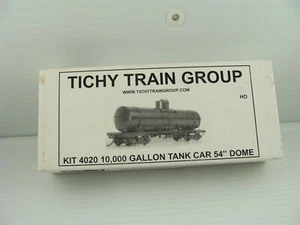 TICHY TRAIN GROUP
WWW.TICHYTRAINGROUP.COM
HO
KIT 4020 10,000 GALLON TANK CAR 54" DOME